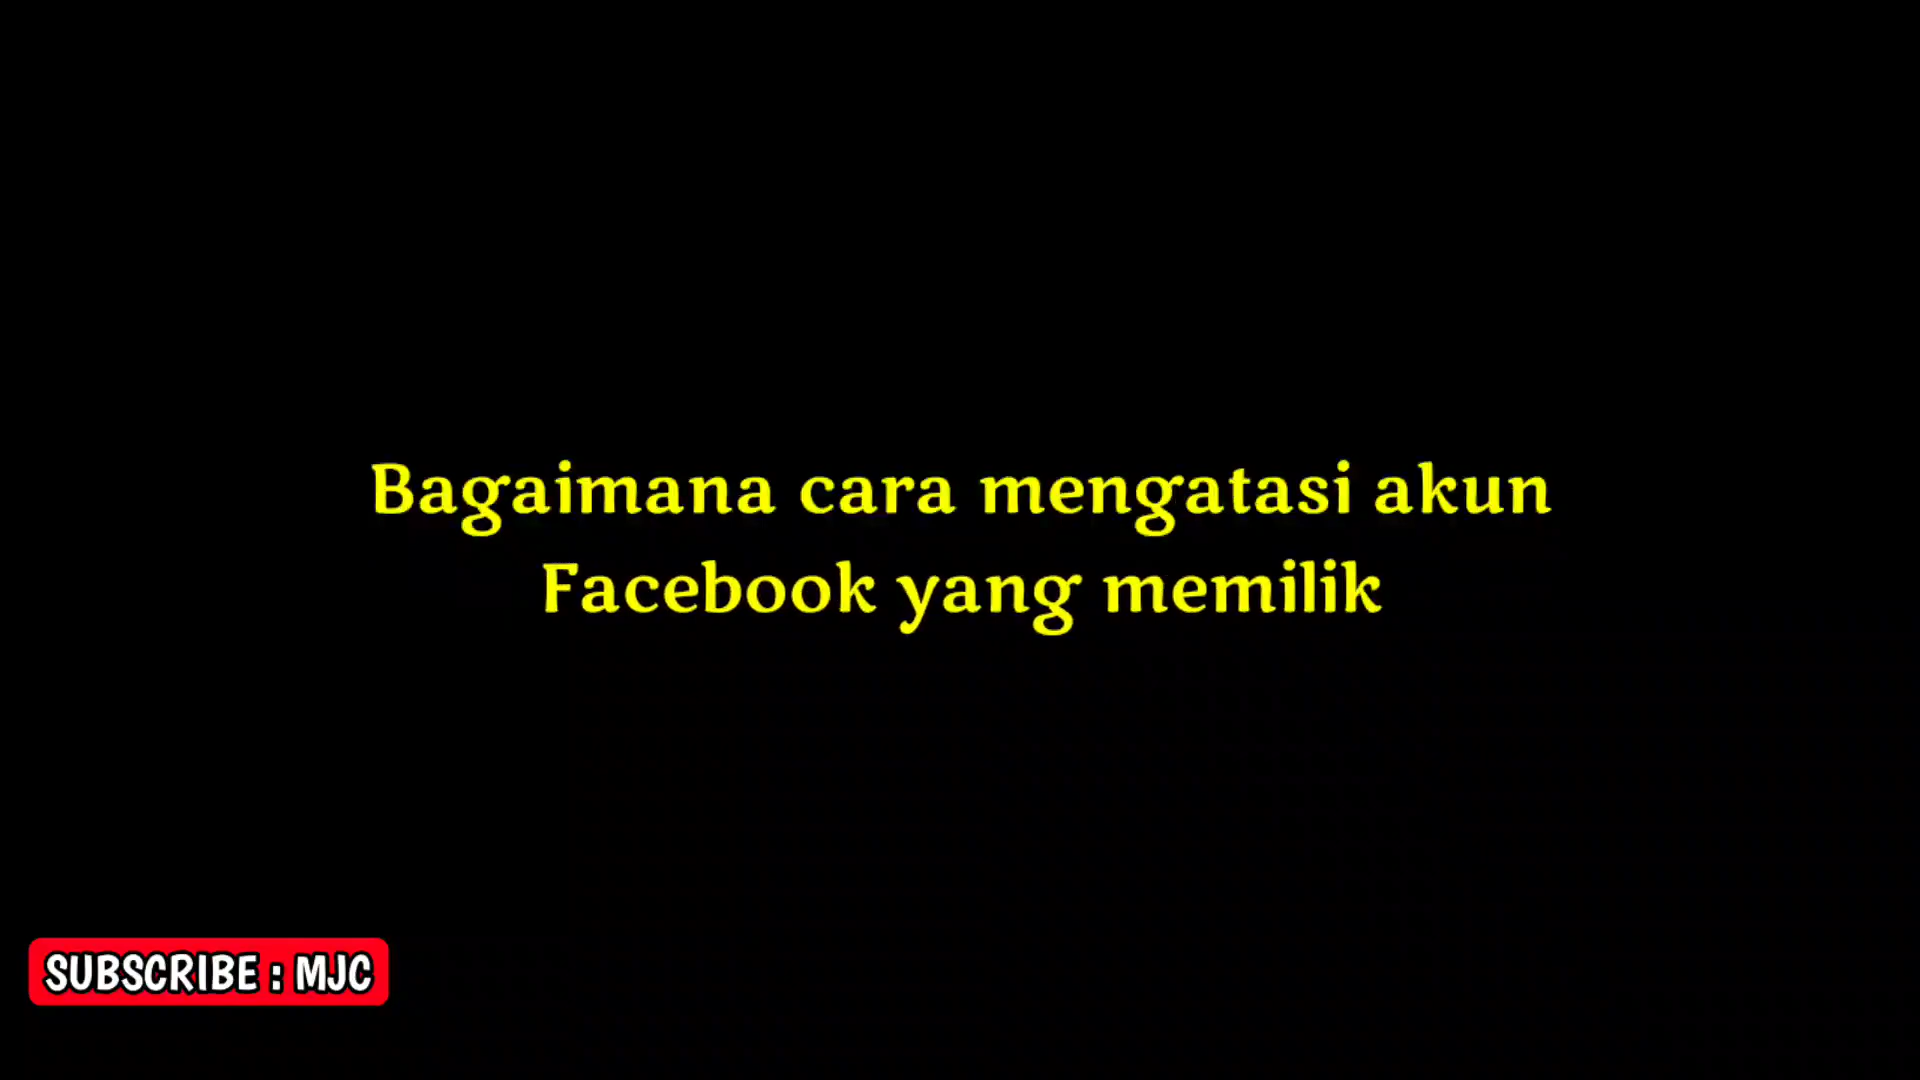 Bagaimana cara mengatasi akun
Facebook yang memilik
SUBSCRIBE : MJC